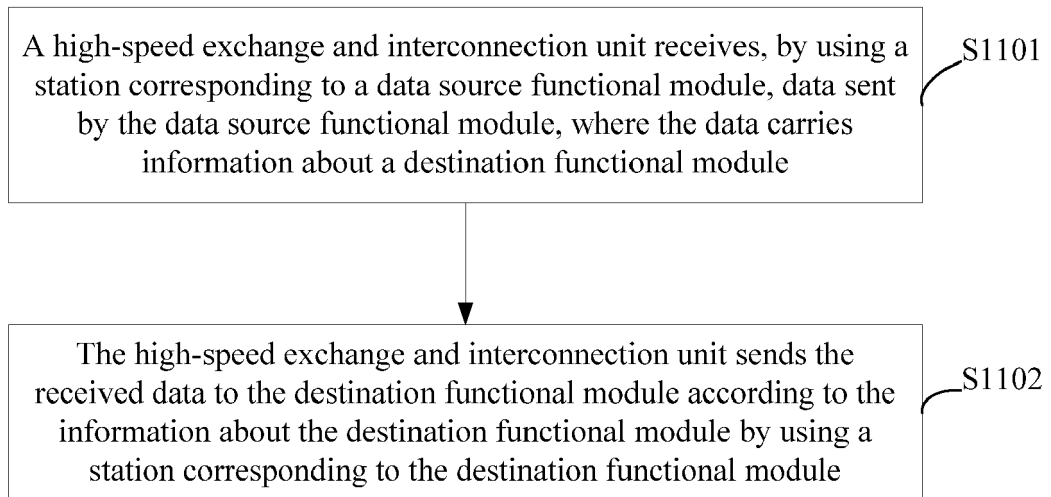 A high-speed exchange and interconnection unit receives, by using a
station corresponding to a data source functional module, data sent
by the data source functional module, where the data carries
information about a destination functional module
S1101
The high-speed exchange and interconnection unit sends the
received data to the destination functional module according to the
information about the destination functional module by using a
station corresponding to the destination functional module
S1102